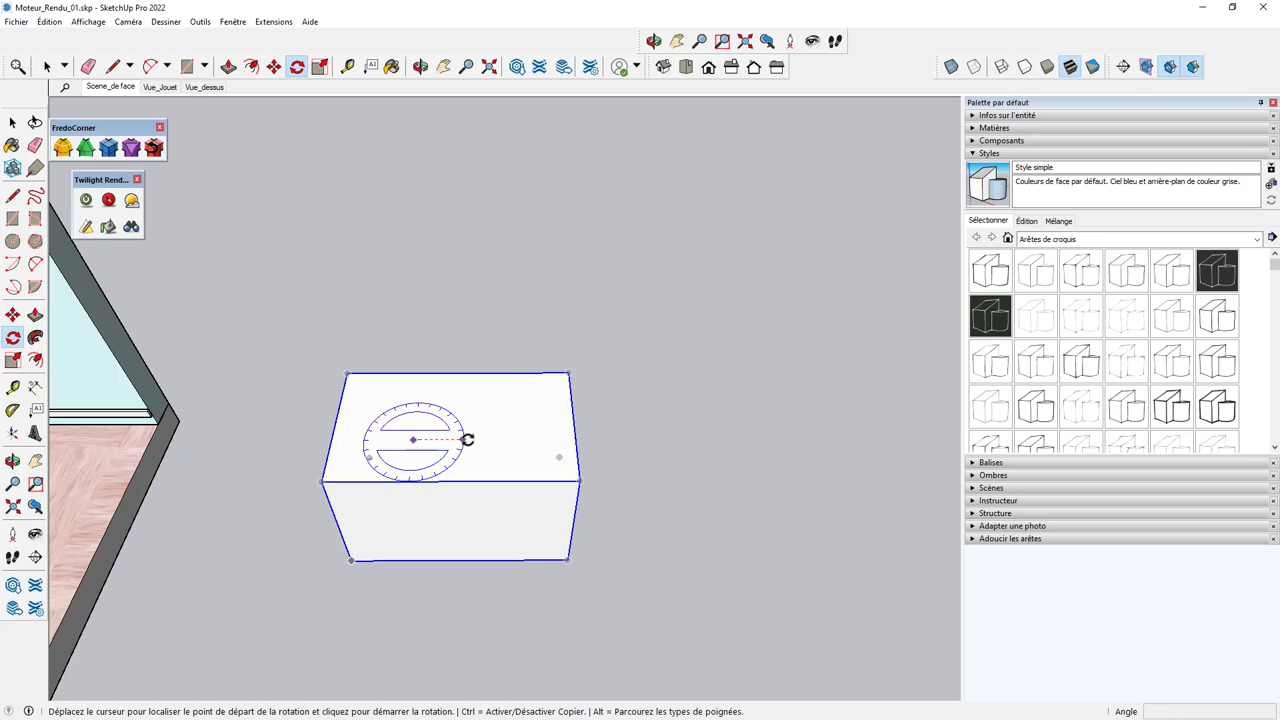 Moteur_Rendu_01.skp - SketchUp Pro 2022
Fichier Édition Affichage Caméra Dessiner Outils Fenêtre Extensions Aide
Scene_de face Vue_Jouet Vue_dessus
FredoCorner
Twilight Rend...
Palette par défaut
Infos sur l'entité
Matières
Composants
Styles
Style simple
Couleurs de face par défaut. Ciel bleu et arrière-plan de couleur grise.
Sélectionner Édition Mélange
Arêtes de croquis
Balises
Ombres
Scènes
Instructeur
Structure
Adapter une photo
Adoucir les arêtes
Déplacez le curseur pour localiser le point de départ de la rotation et cliquez pour démarrer la rotation. | Ctrl = Activer/Désactiver Copier. | Alt = Parcourez les types de poignées.
Angle